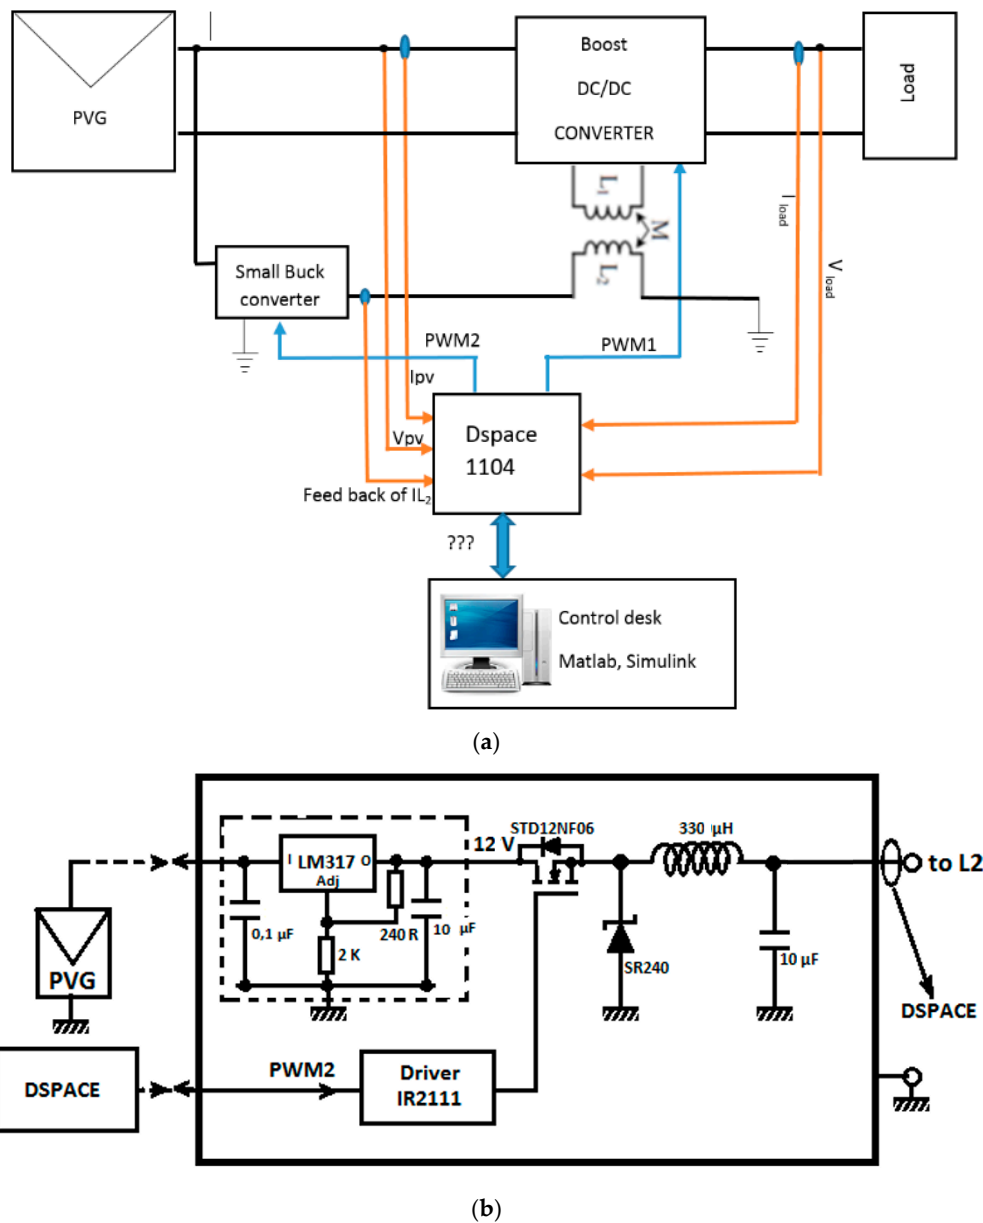 PVG
Boost
DC/DC
CONVERTER
Load
L1
M
L2
I load
V load
Small Buck
converter
PWM2
PWM1
Ipv
Vpv
Feed back of IL2
Dspace
1104
???
Control desk
Matlab, Simulink
(a)
STD12NF06
330 µH
12 V
I LM317 O
Adj
to L2
0,1 µF
240 R
10 µF
2 K
SR240
10 µF
PVG
DSPACE
DSPACE
PWM2
Driver
IR2111
(b)